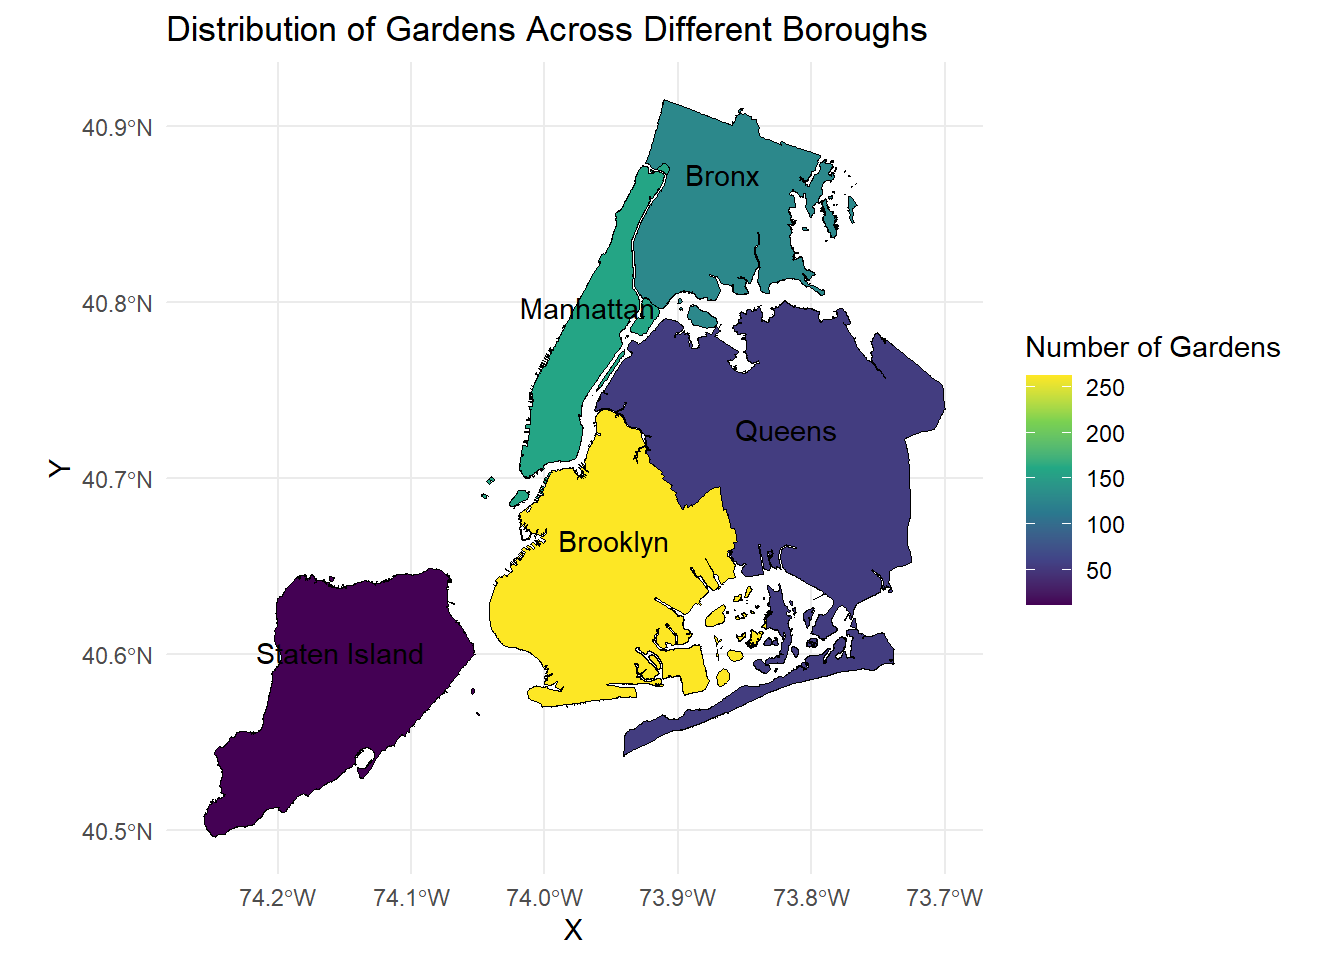 Distribution of Gardens Across Different Boroughs
40.9°N
40.8°N
40.7°N
40.6°N
40.5°N
Y
Bronx
Manhattan
Queens
Brooklyn
Staten Island
74.2°W
74.1°W
74.0°W
73.9°W
73.8°W
73.7°W
X
Number of Gardens
250
200
150
100
50